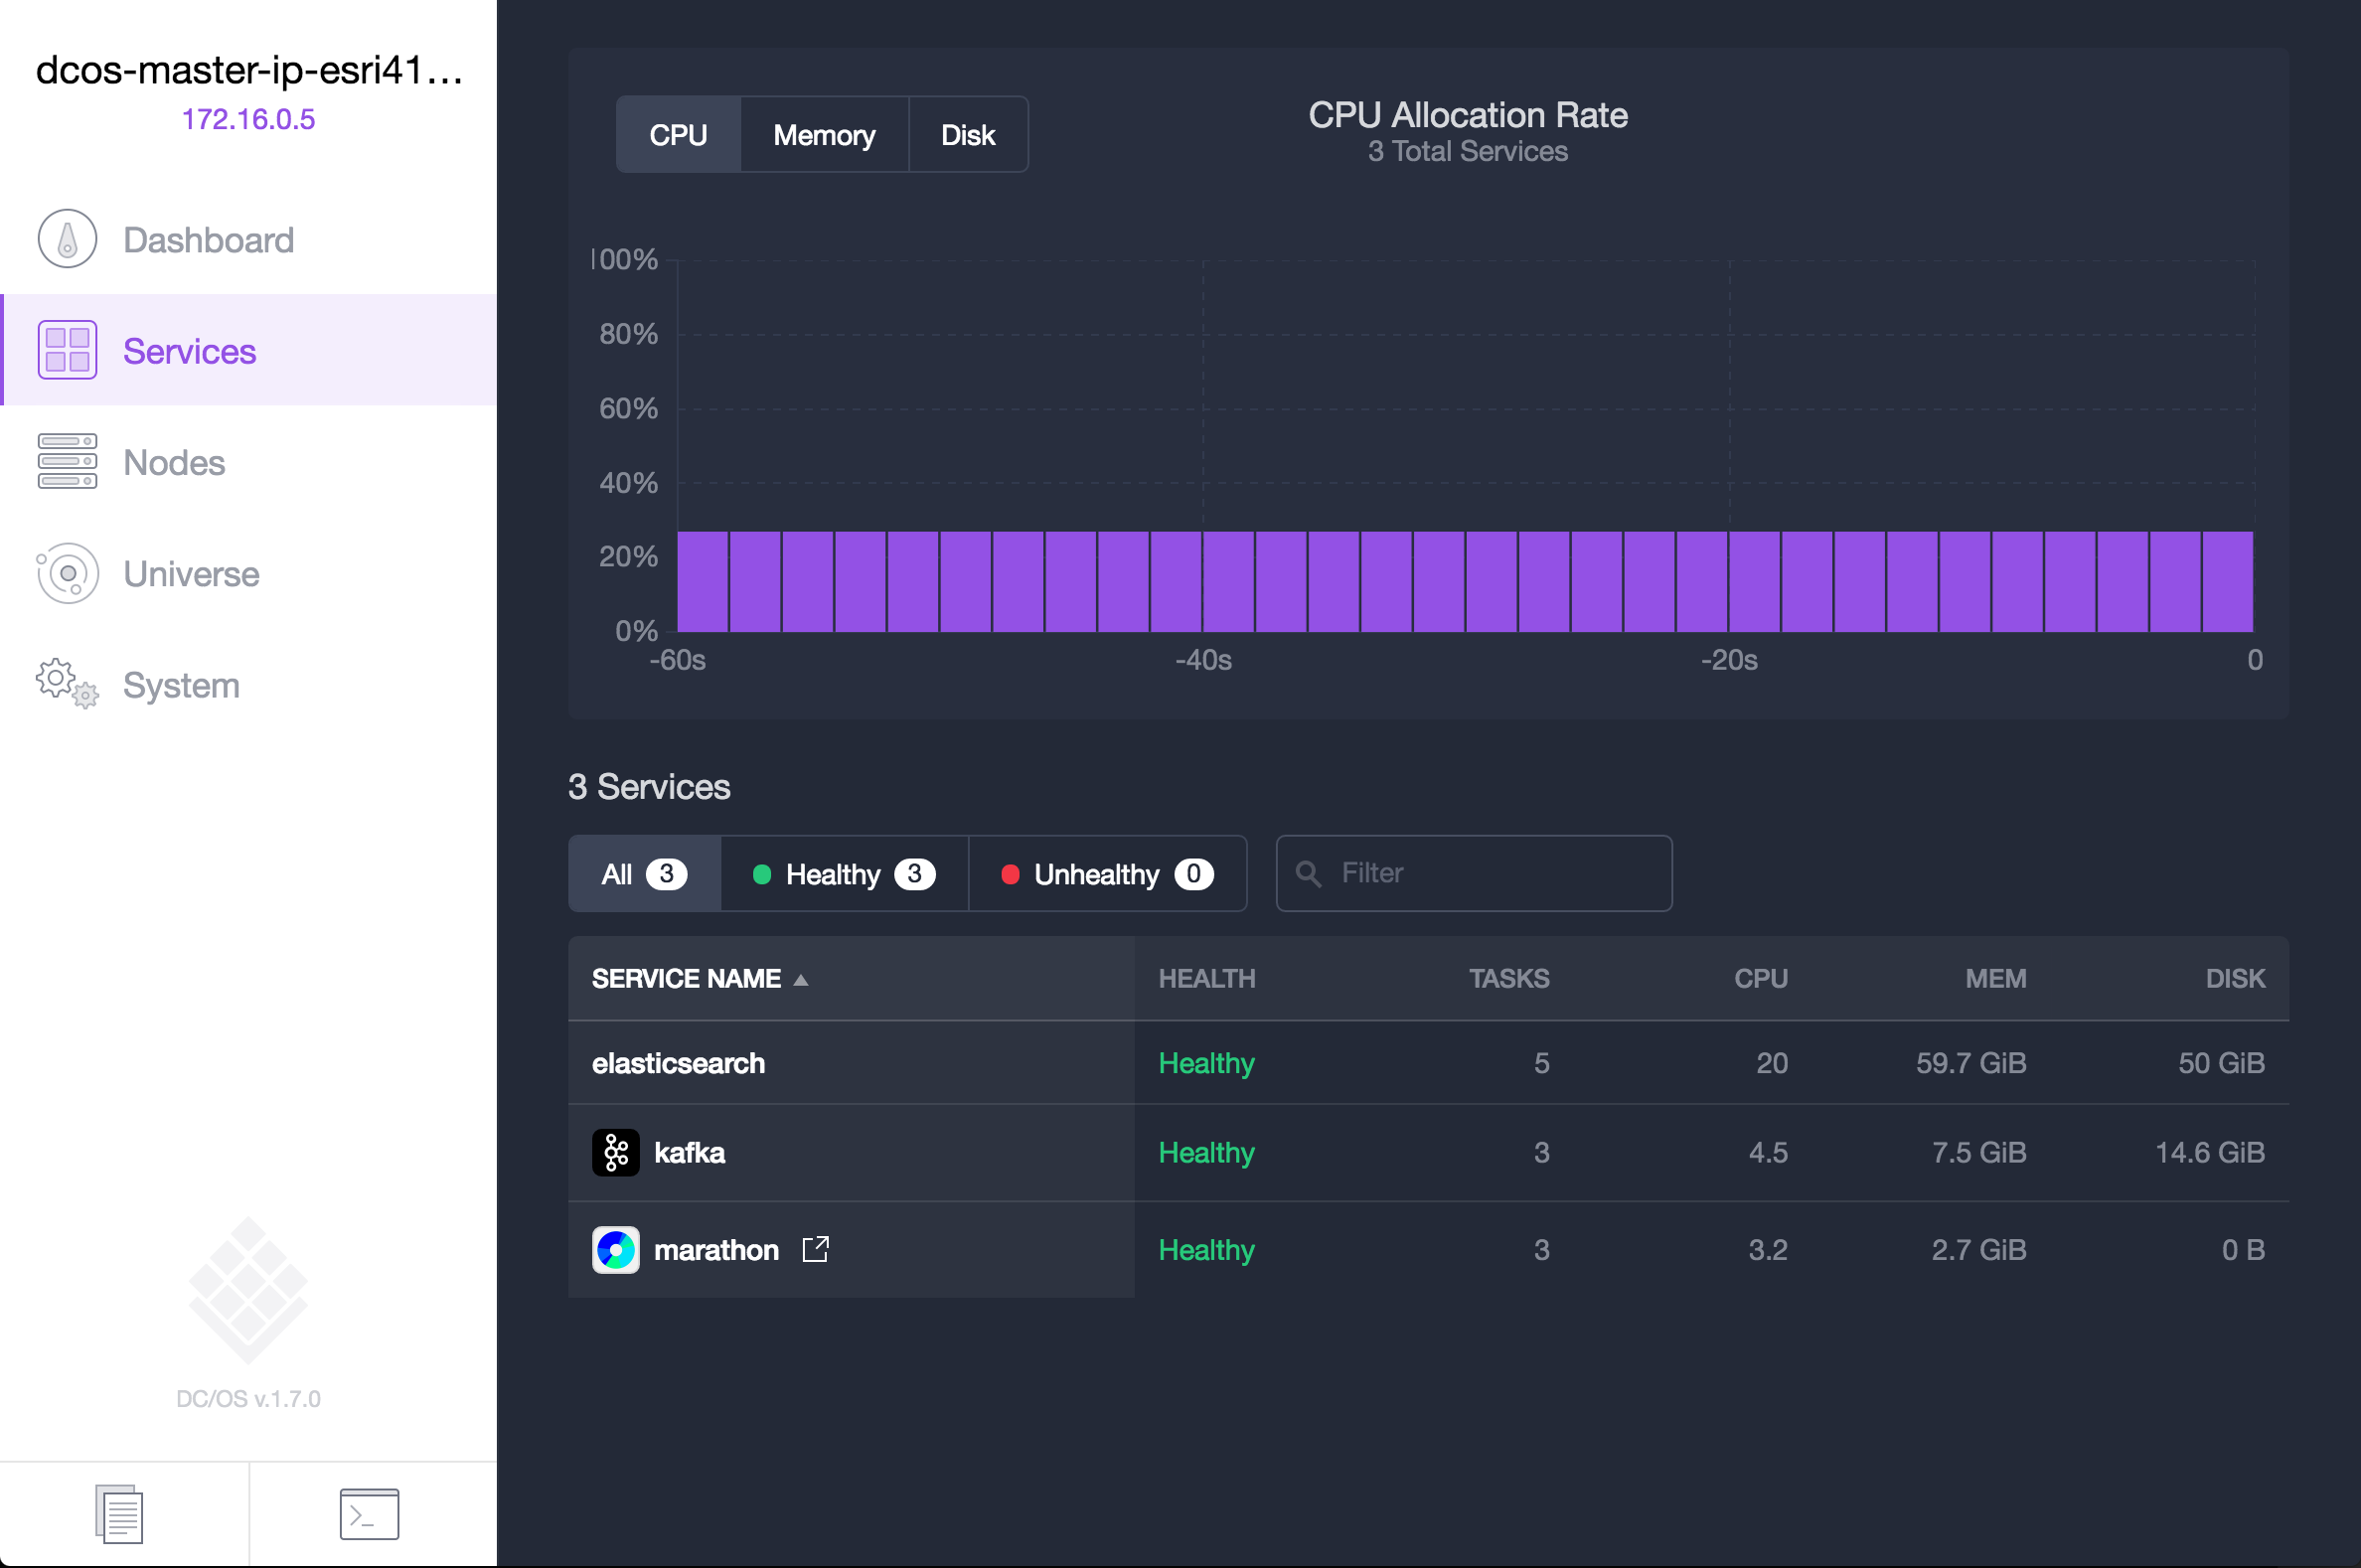 dcos-master-ip-esri41...
172.16.0.5
Dashboard
Services
Nodes
Universe
System
DC/OS v.1.7.0
CPU Memory Disk
CPU Allocation Rate
3 Total Services
100%
80%
60%
40%
20%
0%
-60s -40s -20s 0
3 Services
All 3 Healthy 3 Unhealthy 0 Filter
SERVICE NAME HEALTH TASKS CPU MEM DISK
elasticsearch Healthy 5 20 59.7 GiB 50 GiB
kafka Healthy 3 4.5 7.5 GiB 14.6 GiB
marathon Healthy 3 3.2 2.7 GiB 0 B